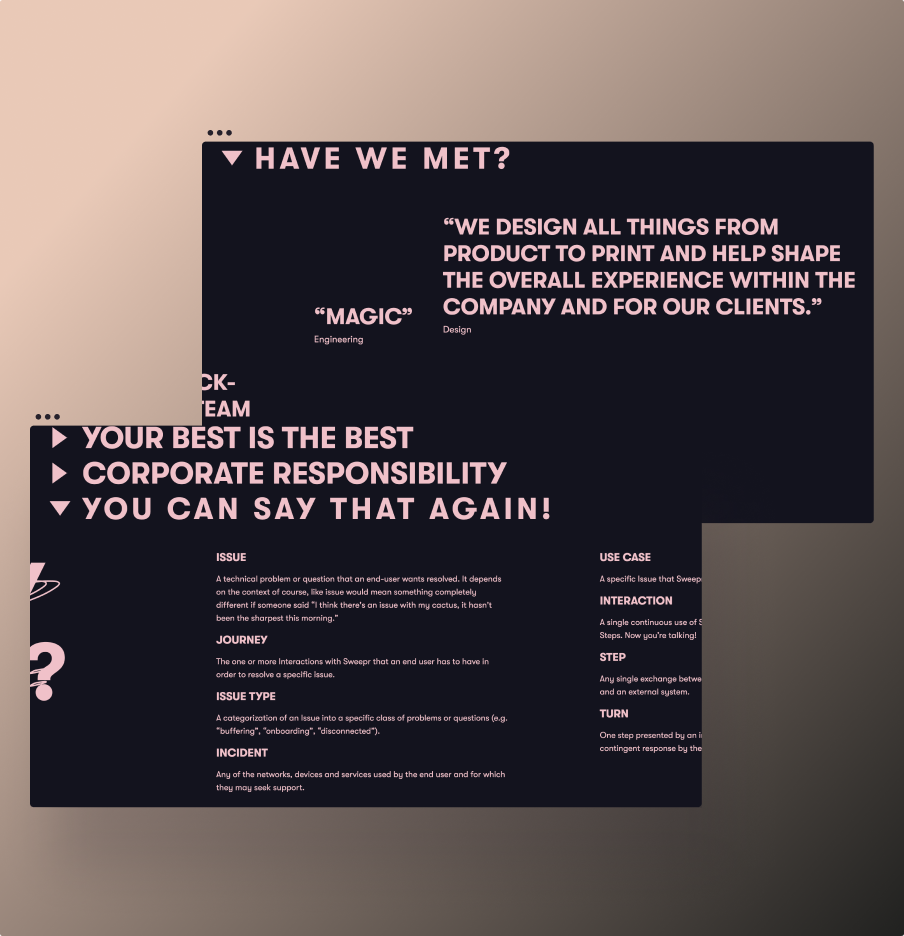 HAVE WE MET?
“WE DESIGN ALL THINGS FROM
PRODUCT TO PRINT AND HELP SHAPE
THE OVERALL EXPERIENCE WITHIN THE
COMPANY AND FOR OUR CLIENTS.”
Design
“MAGIC”
Engineering
CK-
TEAM
YOUR BEST IS THE BEST
CORPORATE RESPONSIBILITY
YOU CAN SAY THAT AGAIN!
?
ISSUE
A technical problem or question that an end-user wants resolved. It depends
on the context of course, like issue would mean something completely
different if someone said "I think there's an issue with my cactus, it hasn't
been the sharpest this morning."
JOURNEY
The one or more Interactions with Sweepr that an end user has to have in
order to resolve a specific issue.
ISSUE TYPE
A categorization of an Issue into a specific class of problems or questions (e.g.
"buffering", "onboarding", "disconnected").
INCIDENT
Any of the networks, devices and services used by the end user and for which
they may seek support.
USE CASE
A specific Issue that Sweep
INTERACTION
A single continuous use of S
Steps. Now you're talking!
STEP
Any single exchange betwe
and an external system.
TURN
One step presented by an i
contingent response by the